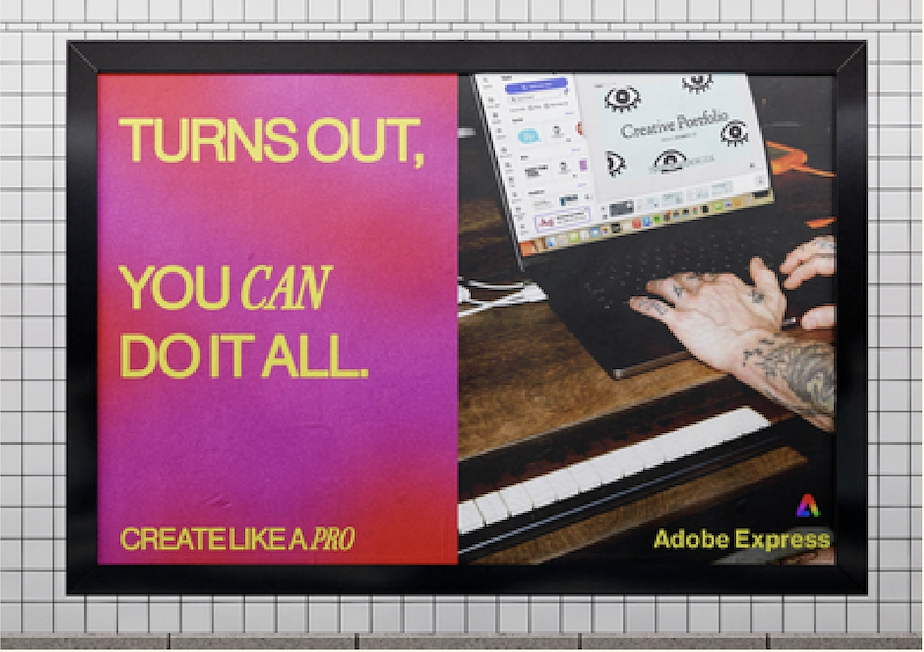 TURNS OUT,
YOU CAN
DO IT ALL.
CREATE LIKE A PRO
Creative Portfolio
Adobe Express